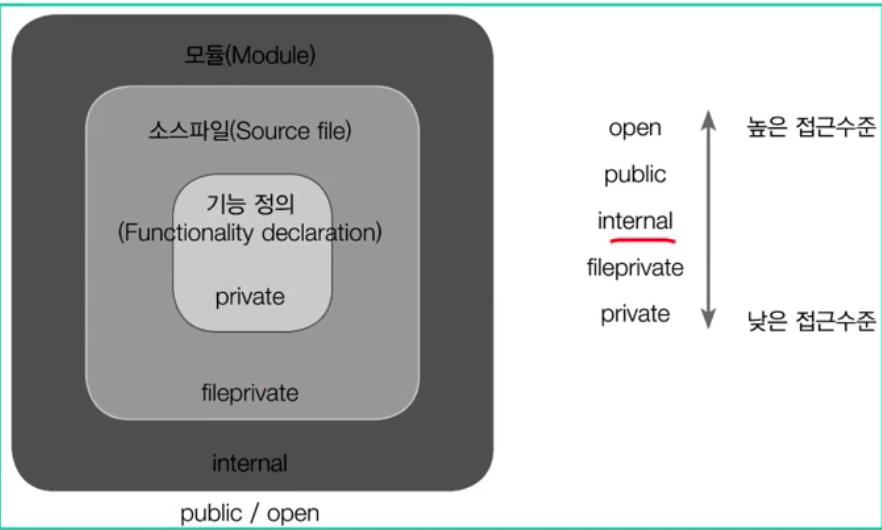 모듈(Module)
소스파일(Source file)
기능 정의
(Functionality declaration)
private
fileprivate
internal
public / open
open
public
internal
fileprivate
private
높은 접근수준
낮은 접근수준